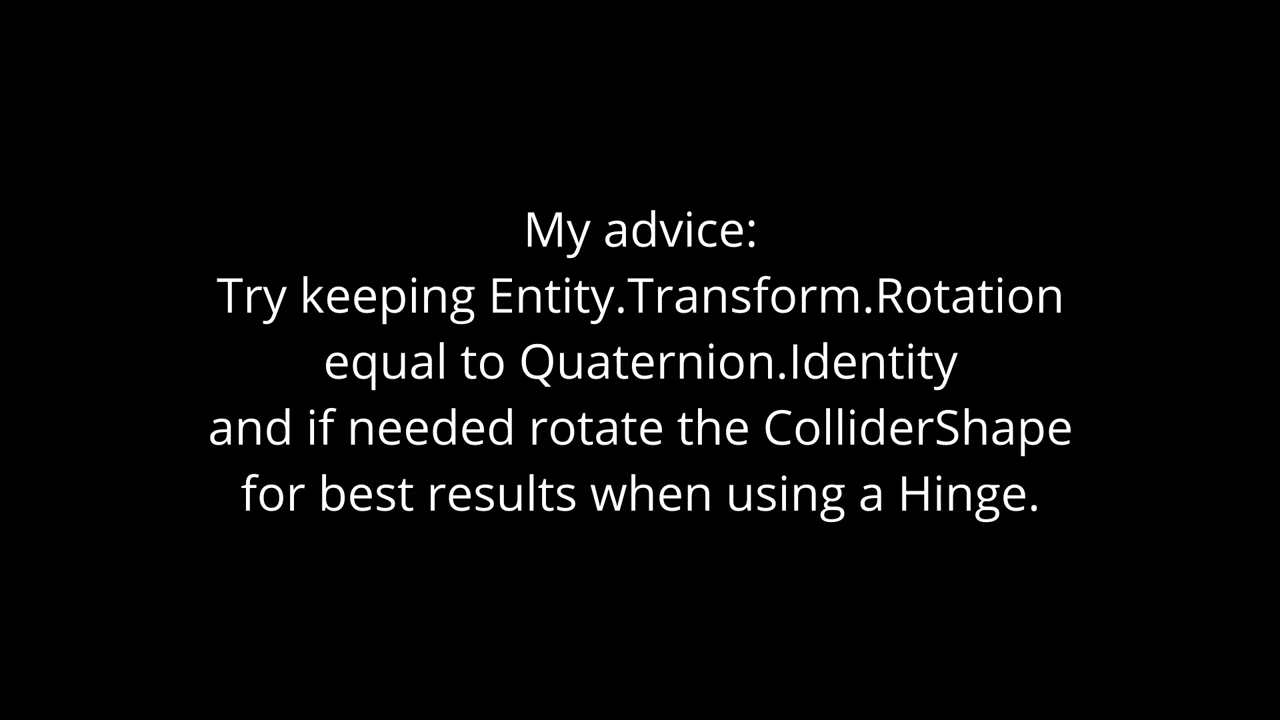 My advice:
Try keeping Entity.Transform.Rotation
equal to Quaternion.Identity
and if needed rotate the ColliderShape
for best results when using a Hinge.